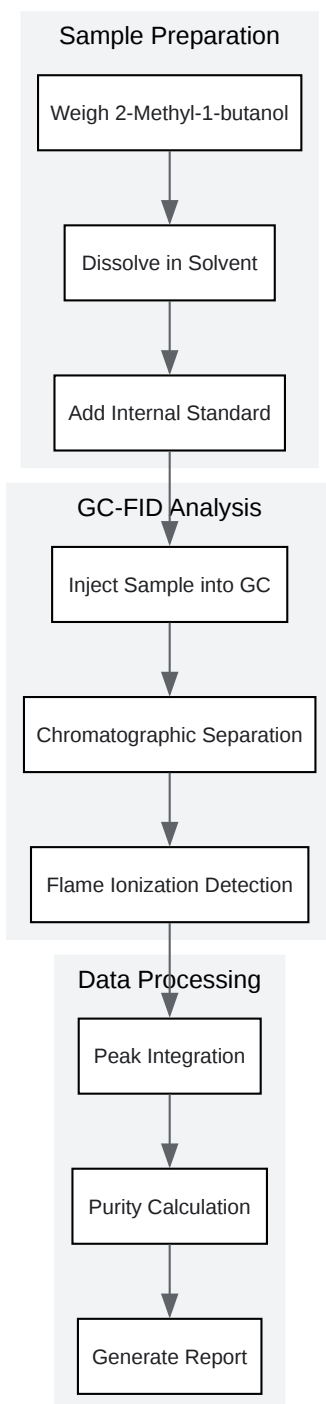 Sample Preparation
Weigh 2-Methyl-1-butanol
Dissolve in Solvent
Add Internal Standard
GC-FID Analysis
Inject Sample into GC
Chromatographic Separation
Flame Ionization Detection
Data Processing
Peak Integration
Purity Calculation
Generate Report